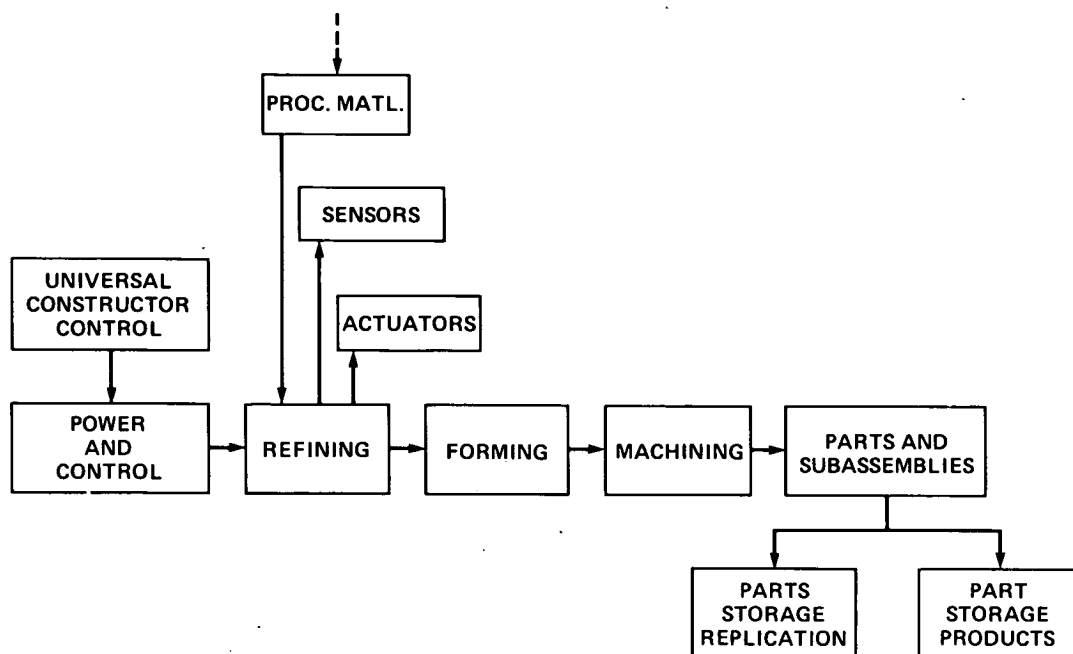 PROC. MATL.
SENSORS
UNIVERSAL
CONSTRUCTOR
CONTROL
ACTUATORS
POWER
AND
CONTROL
REFINING
FORMING
MACHINING
PARTS AND
SUBASSEMBLIES
PARTS
STORAGE
REPLICATION
PART
STORAGE
PRODUCTS